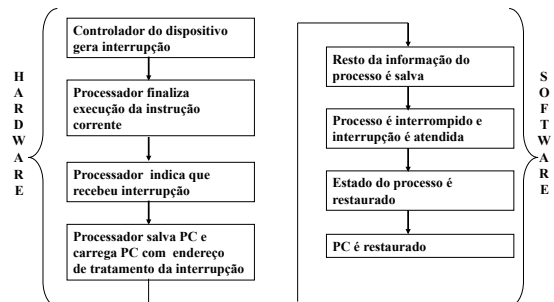 HARDWARE
Controlador do dispositivo
gera interrupção
Processador finaliza
execução da instrução
corrente
Processador indica que
recebeu interrupção
Processador salva PC e
carrega PC com endereço
de tratamento da interrupção
Resto da informação do
processo é salva
Processo é interrompido e
interrupção é atendida
Estado do processo é
restaurado
PC é restaurado
SOFTWARE